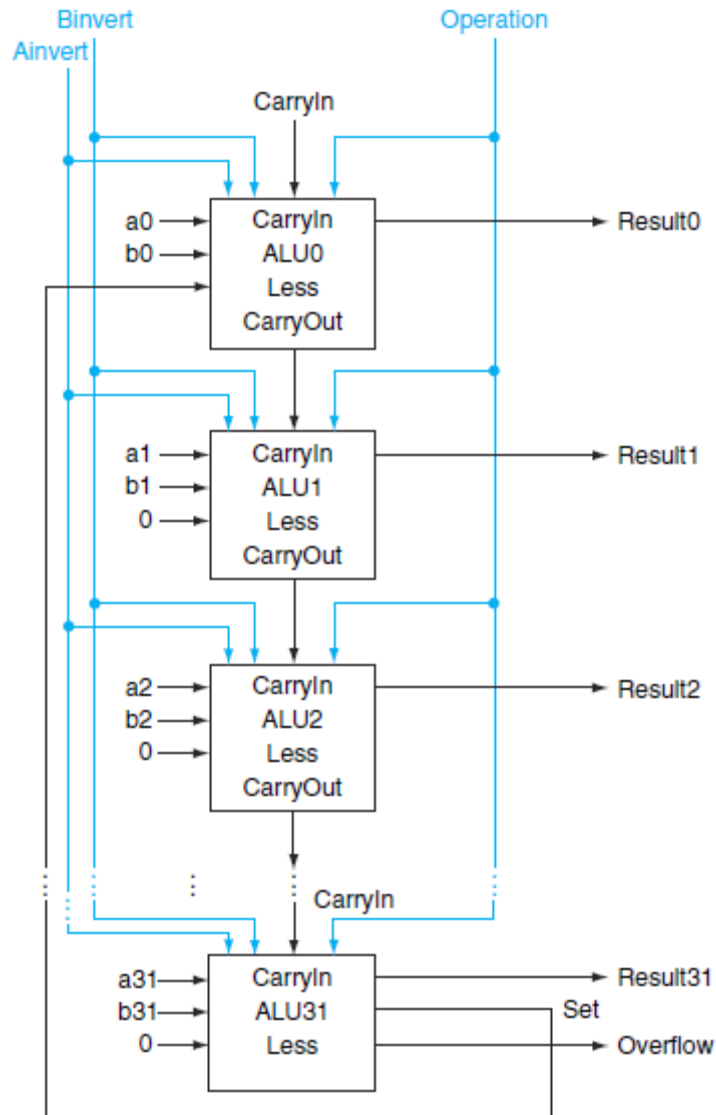 Binvert Operation
Ainvert
CarryIn
a0 CarryIn Result0
b0 ALU0
Less
CarryOut
a1 CarryIn Result1
b1 ALU1
0 Less
CarryOut
a2 CarryIn Result2
b2 ALU2
0 Less
CarryOut
CarryIn
a31 CarryIn Result31
b31 ALU31 Set
0 Less Overflow